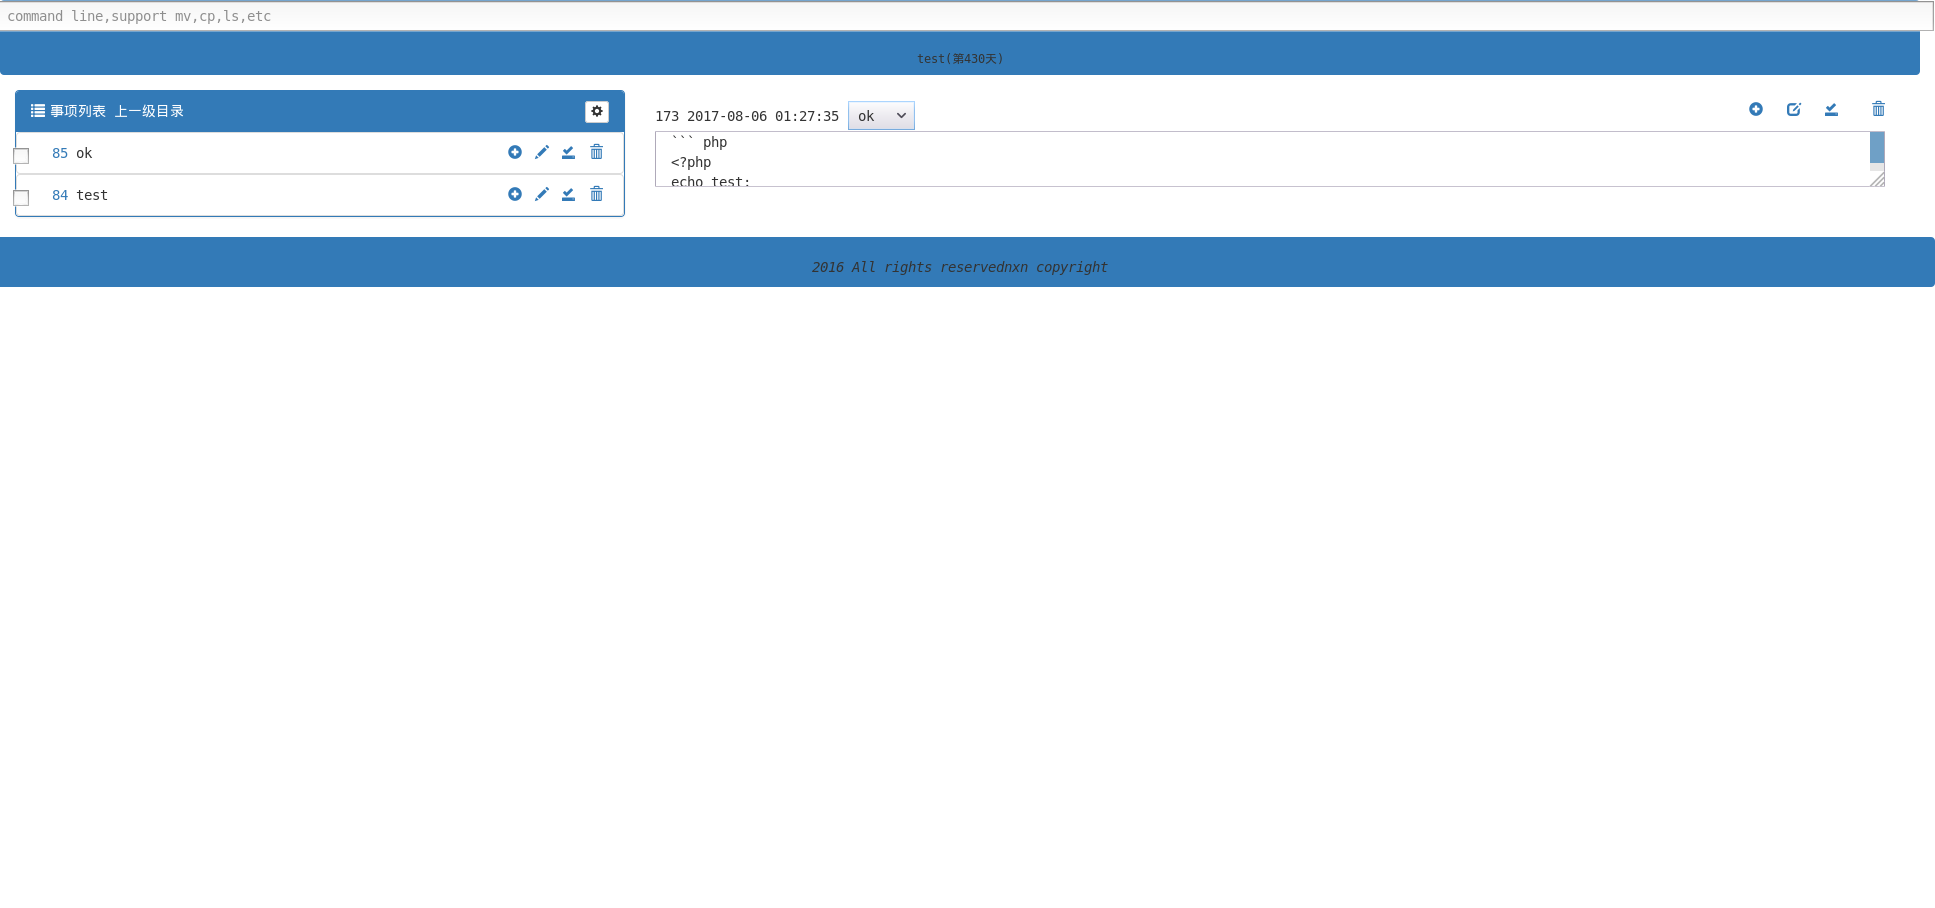 command line,support mv,cp,ls,etc
test(第430天)
事项列表 上一级目录
85 ok
84 test
173 2017-08-06 01:27:35 ok
``` php
<?php
echo test;
2016 All rights reservednxn copyright